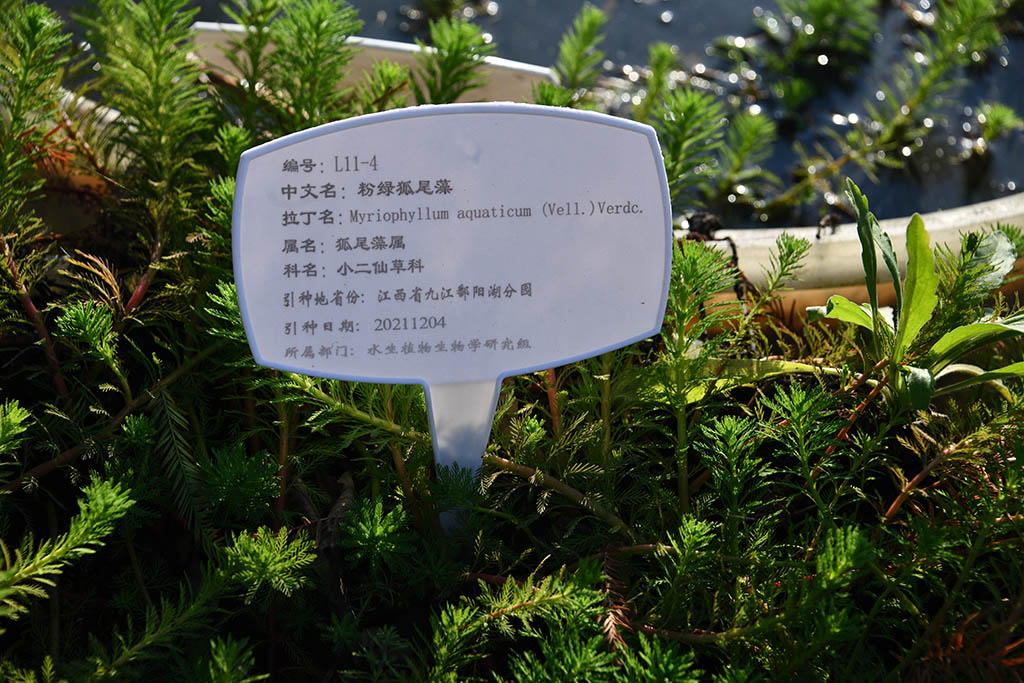 编号：L11-4
中文名：粉绿狐尾藻
拉丁名：Myriophyllum aquaticum (Vell.)Verdc.
属名：狐尾藻属
科名：小二仙草科
引种地省份：江西省九江鄱阳湖分园
引种日期：20211204
所属部门：水生植物生物学研究组